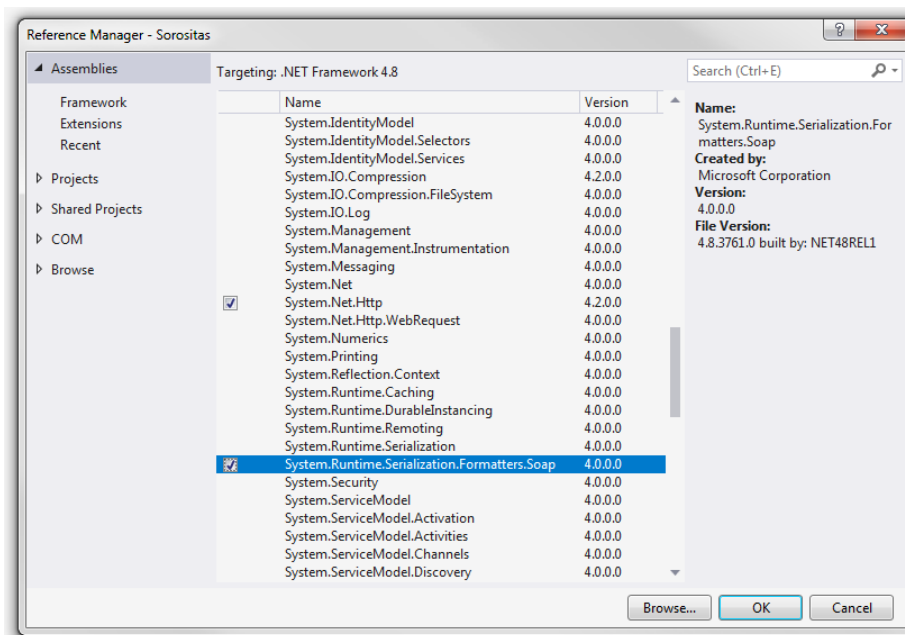 Reference Manager - Sorositas
Assemblies
Framework
Extensions
Recent
Projects
Shared Projects
COM
Browse
Targeting: .NET Framework 4.8
Name Version
System.IdentityModel 4.0.0.0
System.IdentityModel.Selectors 4.0.0.0
System.IdentityModel.Services 4.0.0.0
System.IO.Compression 4.2.0.0
System.IO.Compression.FileSystem 4.0.0.0
System.IO.Log 4.0.0.0
System.Management 4.0.0.0
System.Management.Instrumentation 4.0.0.0
System.Messaging 4.0.0.0
System.Net 4.0.0.0
System.Net.Http 4.2.0.0
System.Net.Http.WebRequest 4.0.0.0
System.Numerics 4.0.0.0
System.Printing 4.0.0.0
System.Reflection.Context 4.0.0.0
System.Runtime.Caching 4.0.0.0
System.Runtime.DurableInstancing 4.0.0.0
System.Runtime.Remoting 4.0.0.0
System.Runtime.Serialization 4.0.0.0
System.Runtime.Serialization.Formatters.Soap 4.0.0.0
System.Security 4.0.0.0
System.ServiceModel 4.0.0.0
System.ServiceModel.Activation 4.0.0.0
System.ServiceModel.Activities 4.0.0.0
System.ServiceModel.Channels 4.0.0.0
System.ServiceModel.Discovery 4.0.0.0
Search (Ctrl+E)
Name:
System.Runtime.Serialization.For
matters.Soap
Created by:
Microsoft Corporation
Version:
4.0.0.0
File Version:
4.8.3761.0 built by: NET48REL1
Browse... OK Cancel